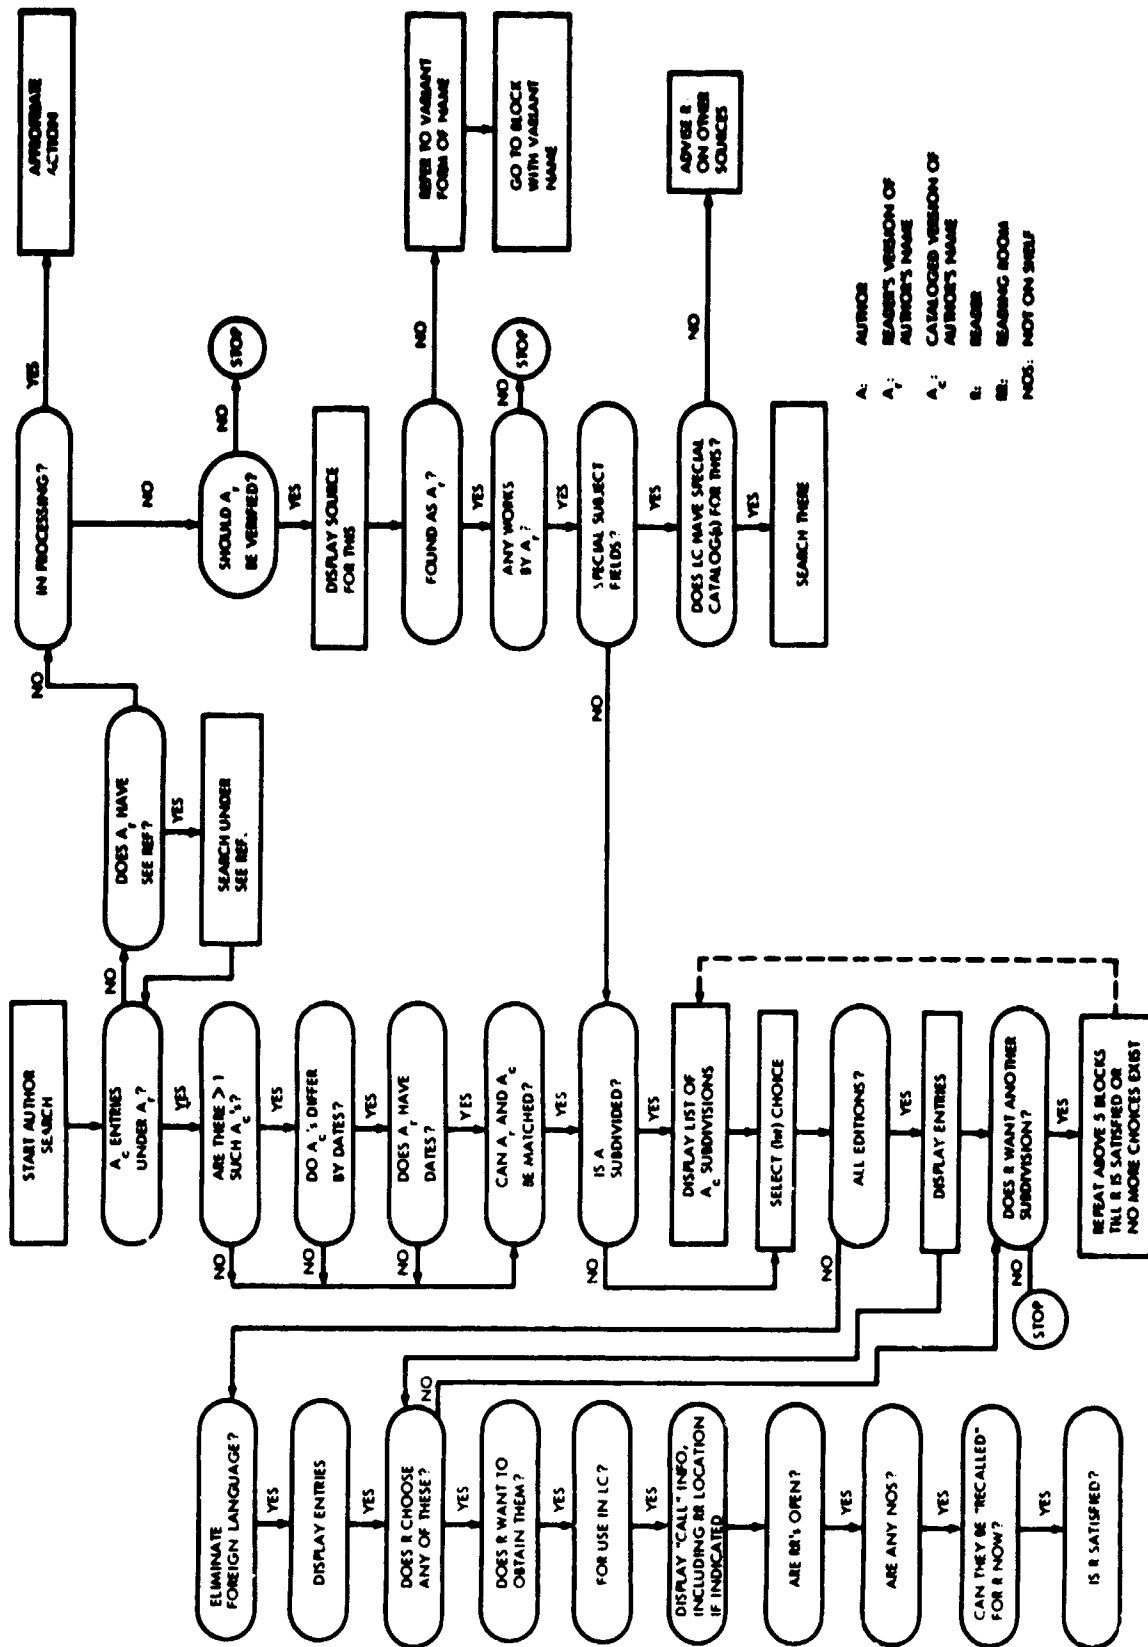 START AUTHOR
SEARCH
A_c ENTRIES
UNDER A_r?
NO
YES
DOES A_r HAVE
SEE REF?
NO
YES
SEARCH UNDER
SEE REF.
ARE THERE > 1
SUCH A_c's?
NO
YES
DO A_c's DIFFER
BY DATES?
NO
YES
DOES A_r HAVE
DATES?
NO
YES
CAN A_r AND A_c
BE MATCHED?
YES
IS A
SUBDIVIDED?
NO
YES
DISPLAY LIST OF
A_c SUBDIVISIONS
SELECT (1st) CHOICE
ALL EDITIONS?
NO
YES
DISPLAY ENTRIES
DOES R WANT ANOTHER
SUBDIVISION?
NO
STOP
YES
REPEAT ABOVE 5 BLOCKS
TILL R IS SATISFIED OR
NO MORE CHOICES EXIST
ELIMINATE
FOREIGN LANGUAGE?
YES
DISPLAY ENTRIES
YES
DOES R CHOOSE
ANY OF THESE?
NO
YES
DOES R WANT TO
OBTAIN THEM?
YES
FOR USE IN LC?
YES
DISPLAY "CALL" INFO,
INCLUDING RR LOCATION
IF INDICATED
ARE RR's OPEN?
YES
ARE ANY NOS?
YES
CAN THEY BE "RECALLED"
FOR R NOW?
YES
IS R SATISFIED?
IN PROCESSING?
YES
APPROPRIATE
ACTION
NO
SHOULD A_r
BE VERIFIED?
NO
STOP
YES
DISPLAY SOURCE
FOR THIS
FOUND AS A_r?
NO
REFER TO VARIANT
FORM OF NAME
GO TO BLOCK
WITH VARIANT
NAME
YES
ANY WORKS
BY A_r?
NO
STOP
YES
SPECIAL SUBJECT
FIELDS?
NO
YES
DOES LC HAVE SPECIAL
CATALOG(s) FOR THIS?
NO
ADVISE R
ON OTHER
SOURCES
YES
SEARCH THERE
A: AUTHOR
A_r: READER'S VERSION OF
AUTHOR'S NAME
A_c: CATALOGED VERSION OF
AUTHOR'S NAME
R: READER
RR: READING ROOM
NOS: NOT ON SHELF